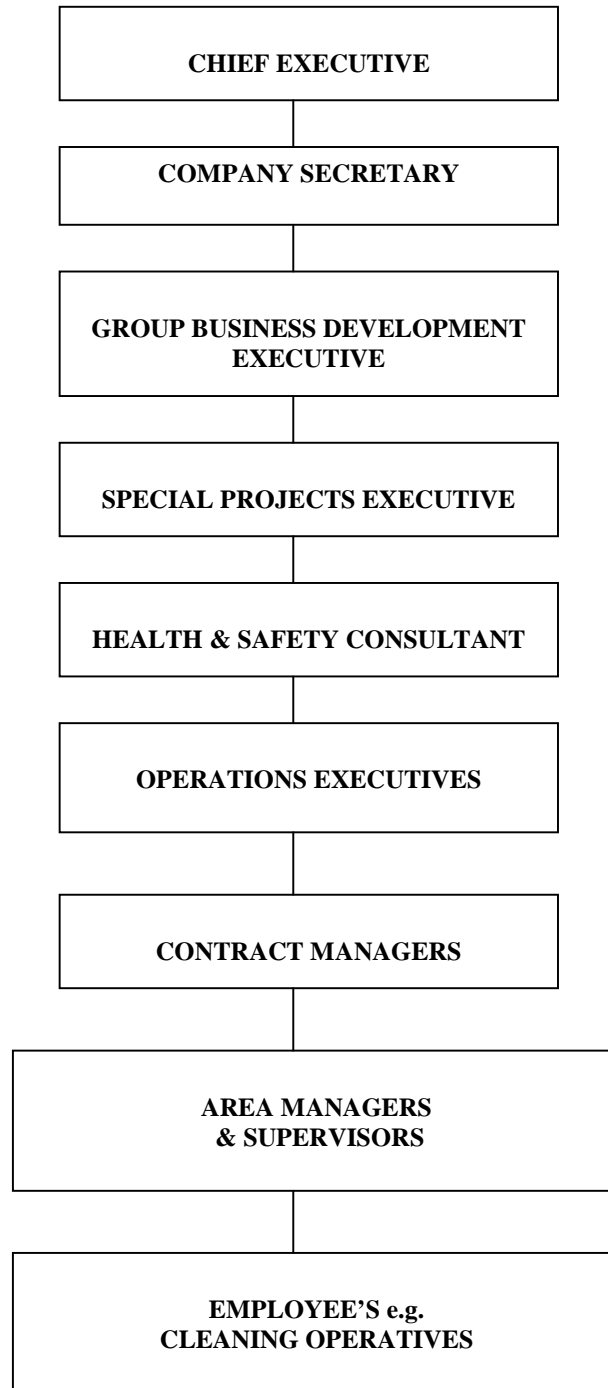 CHIEF EXECUTIVE
COMPANY SECRETARY
GROUP BUSINESS DEVELOPMENT
EXECUTIVE
SPECIAL PROJECTS EXECUTIVE
HEALTH & SAFETY CONSULTANT
OPERATIONS EXECUTIVES
CONTRACT MANAGERS
AREA MANAGERS
& SUPERVISORS
EMPLOYEE’S e.g.
CLEANING OPERATIVES